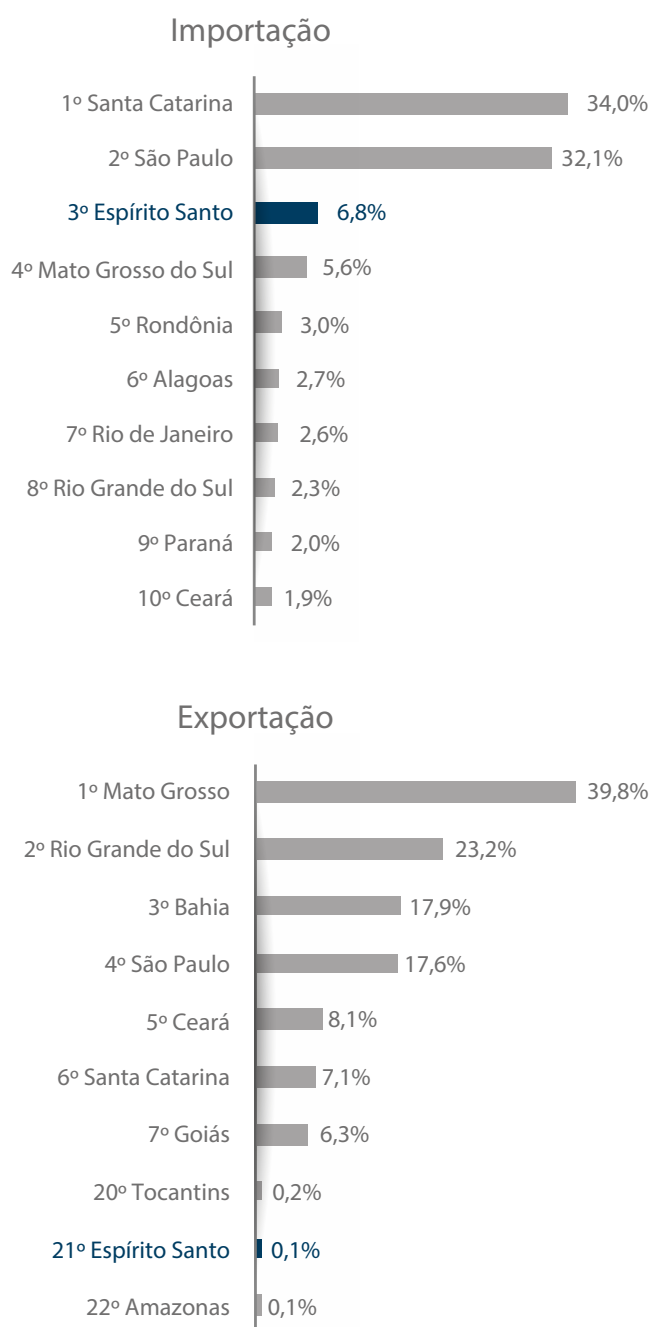 Importação
1º Santa Catarina 34,0%
2º São Paulo 32,1%
3º Espírito Santo 6,8%
4º Mato Grosso do Sul 5,6%
5º Rondônia 3,0%
6º Alagoas 2,7%
7º Rio de Janeiro 2,6%
8º Rio Grande do Sul 2,3%
9º Paraná 2,0%
10º Ceará 1,9%
Exportação
1º Mato Grosso 39,8%
2º Rio Grande do Sul 23,2%
3º Bahia 17,9%
4º São Paulo 17,6%
5º Ceará 8,1%
6º Santa Catarina 7,1%
7º Goiás 6,3%
20º Tocantins 0,2%
21º Espírito Santo 0,1%
22º Amazonas 0,1%